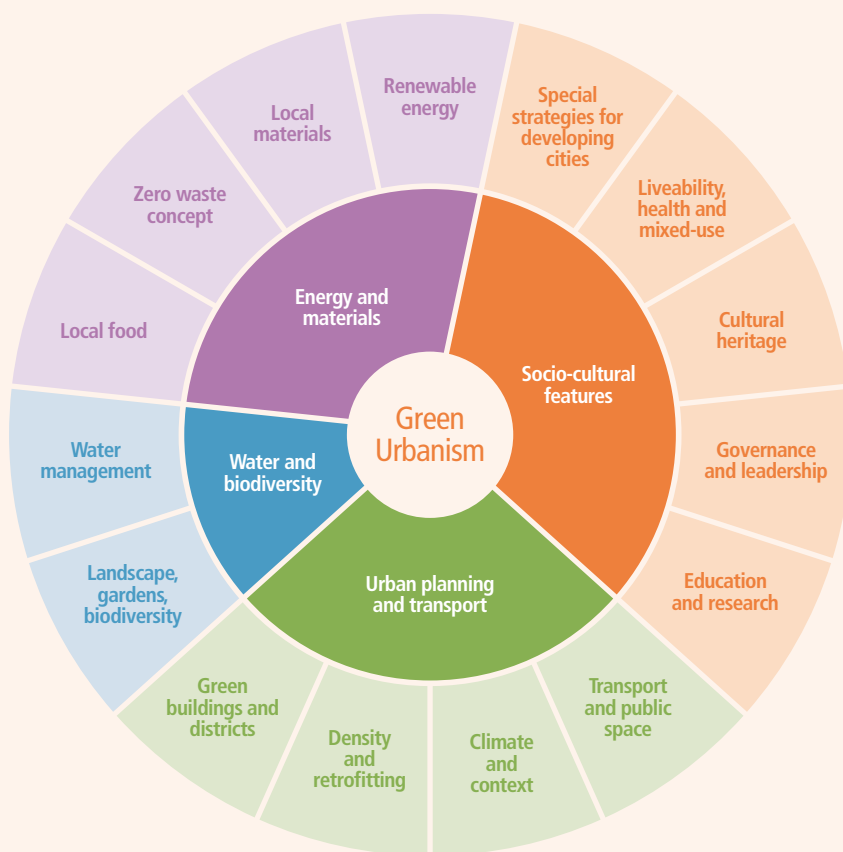 Green
Urbanism
Energy and
materials
Socio-cultural
features
Urban planning
and transport
Water and
biodiversity
Renewable
energy
Special
strategies for
developing
cities
Liveability,
health and
mixed-use
Cultural
heritage
Governance
and leadership
Education
and research
Transport
and public
space
Climate
and
context
Density
and
retrofitting
Green
buildings and
districts
Landscape,
gardens,
biodiversity
Water
management
Local food
Zero waste
concept
Local
materials